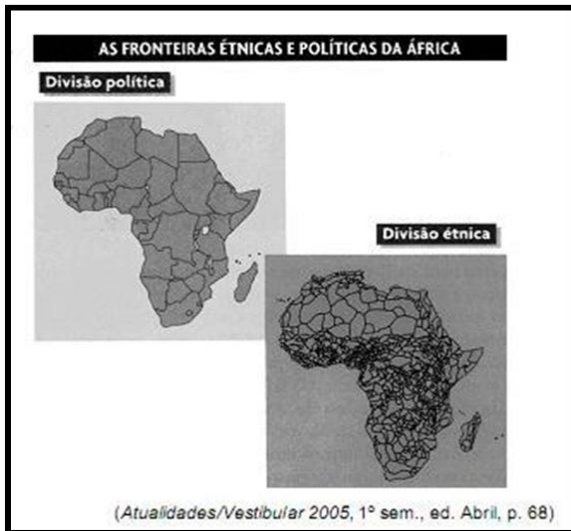 AS FRONTEIRAS ÉTNICAS E POLÍTICAS DA ÁFRICA
Divisão política
Divisão étnica
(Atualidades/Vestibular 2005, 1º sem., ed. Abril, p. 68)